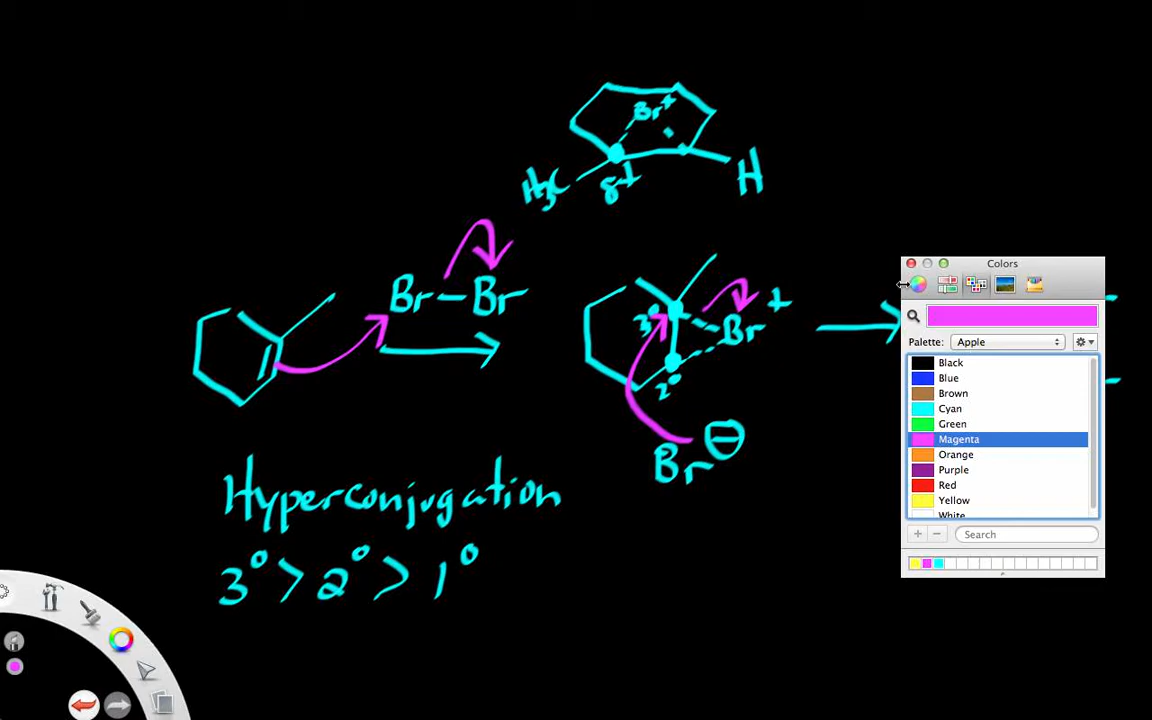 Br+
H3C
δ+
H
Br—Br
3°
Br
+
2°
Br
⊖
Hyperconjugation
3° > 2° > 1°
Colors
Palette:
Apple
Black
Blue
Brown
Cyan
Green
Magenta
Orange
Purple
Red
Yellow
White
Search